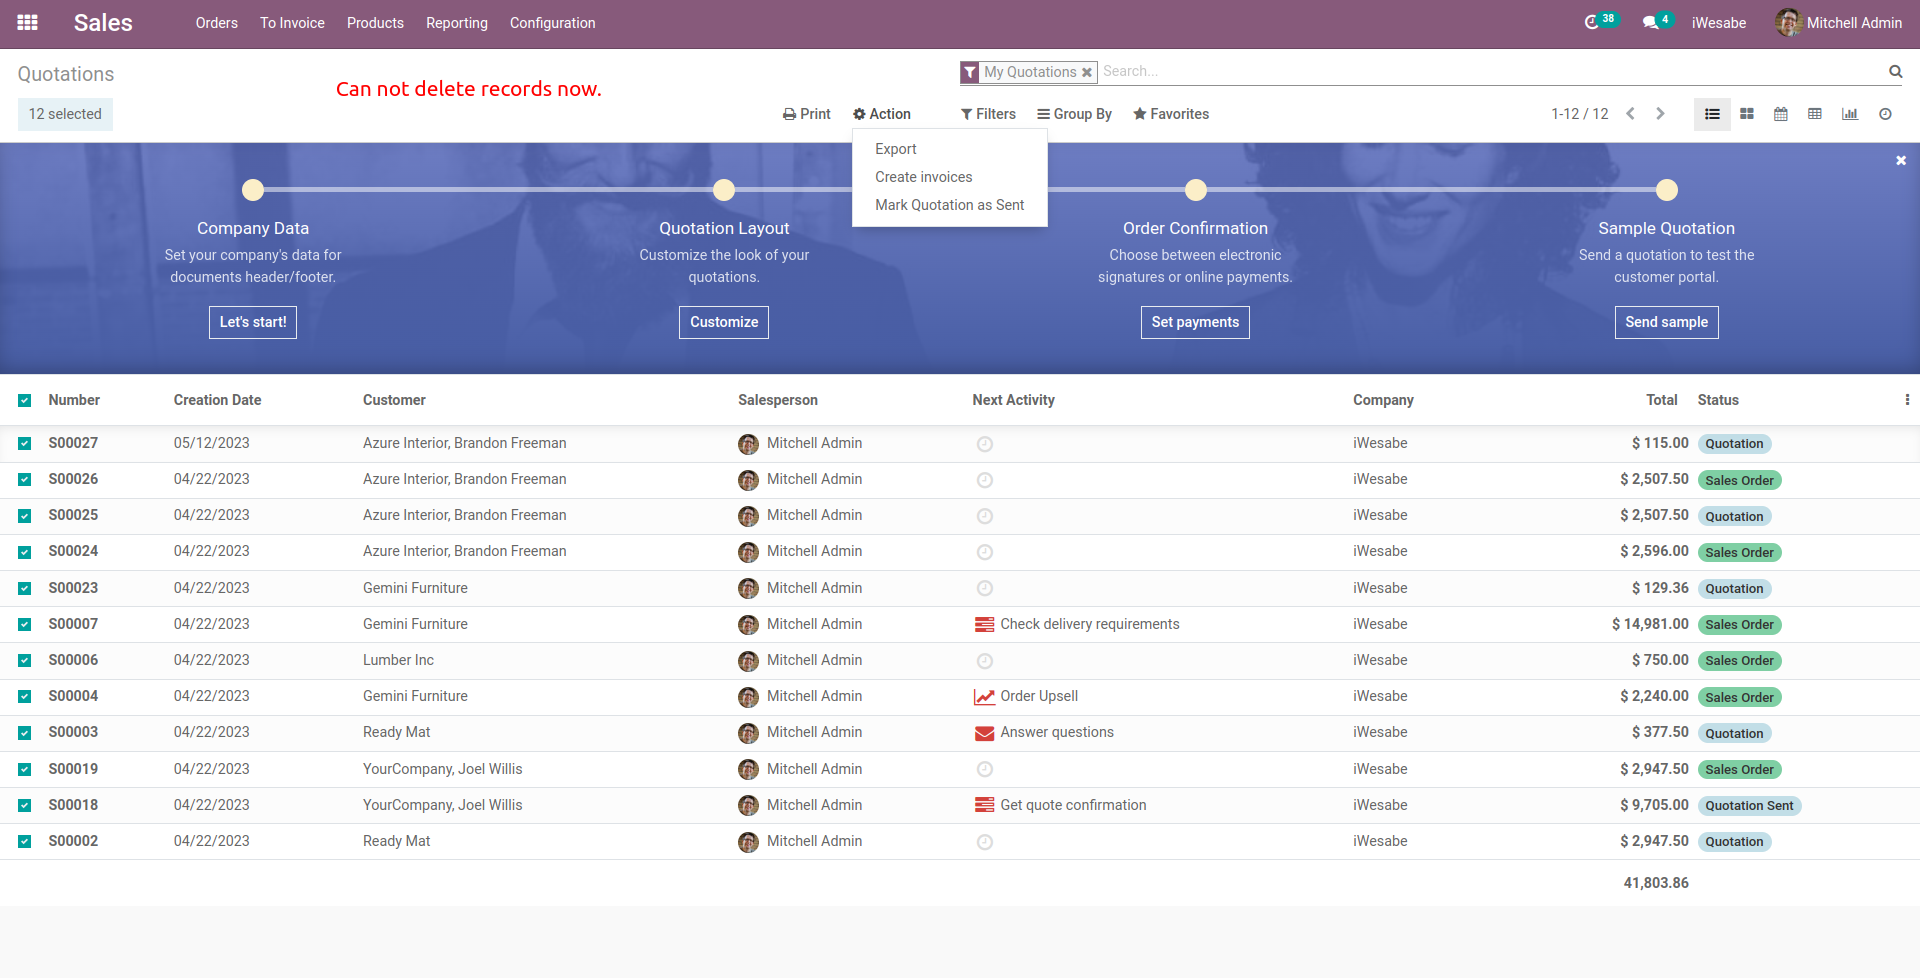 Sales Orders To Invoice Products Reporting Configuration 38 4 iWesabe Mitchell Admin
Quotations
Can not delete records now.
My Quotations Search...
12 selected
Print Action Filters Group By Favorites 1-12 / 12
Export
Create invoices
Mark Quotation as Sent
Company Data
Set your company's data for
documents header/footer.
Let's start!
Quotation Layout
Customize the look of your
quotations.
Customize
Order Confirmation
Choose between electronic
signatures or online payments.
Set payments
Sample Quotation
Send a quotation to test the
customer portal.
Send sample
Number Creation Date Customer Salesperson Next Activity Company Total Status
S00027 05/12/2023 Azure Interior, Brandon Freeman Mitchell Admin iWesabe $ 115.00 Quotation
S00026 04/22/2023 Azure Interior, Brandon Freeman Mitchell Admin iWesabe $ 2,507.50 Sales Order
S00025 04/22/2023 Azure Interior, Brandon Freeman Mitchell Admin iWesabe $ 2,507.50 Quotation
S00024 04/22/2023 Azure Interior, Brandon Freeman Mitchell Admin iWesabe $ 2,596.00 Sales Order
S00023 04/22/2023 Gemini Furniture Mitchell Admin iWesabe $ 129.36 Quotation
S00007 04/22/2023 Gemini Furniture Mitchell Admin Check delivery requirements iWesabe $ 14,981.00 Sales Order
S00006 04/22/2023 Lumber Inc Mitchell Admin iWesabe $ 750.00 Sales Order
S00004 04/22/2023 Gemini Furniture Mitchell Admin Order Upsell iWesabe $ 2,240.00 Sales Order
S00003 04/22/2023 Ready Mat Mitchell Admin Answer questions iWesabe $ 377.50 Quotation
S00019 04/22/2023 YourCompany, Joel Willis Mitchell Admin iWesabe $ 2,947.50 Sales Order
S00018 04/22/2023 YourCompany, Joel Willis Mitchell Admin Get quote confirmation iWesabe $ 9,705.00 Quotation Sent
S00002 04/22/2023 Ready Mat Mitchell Admin iWesabe $ 2,947.50 Quotation
41,803.86